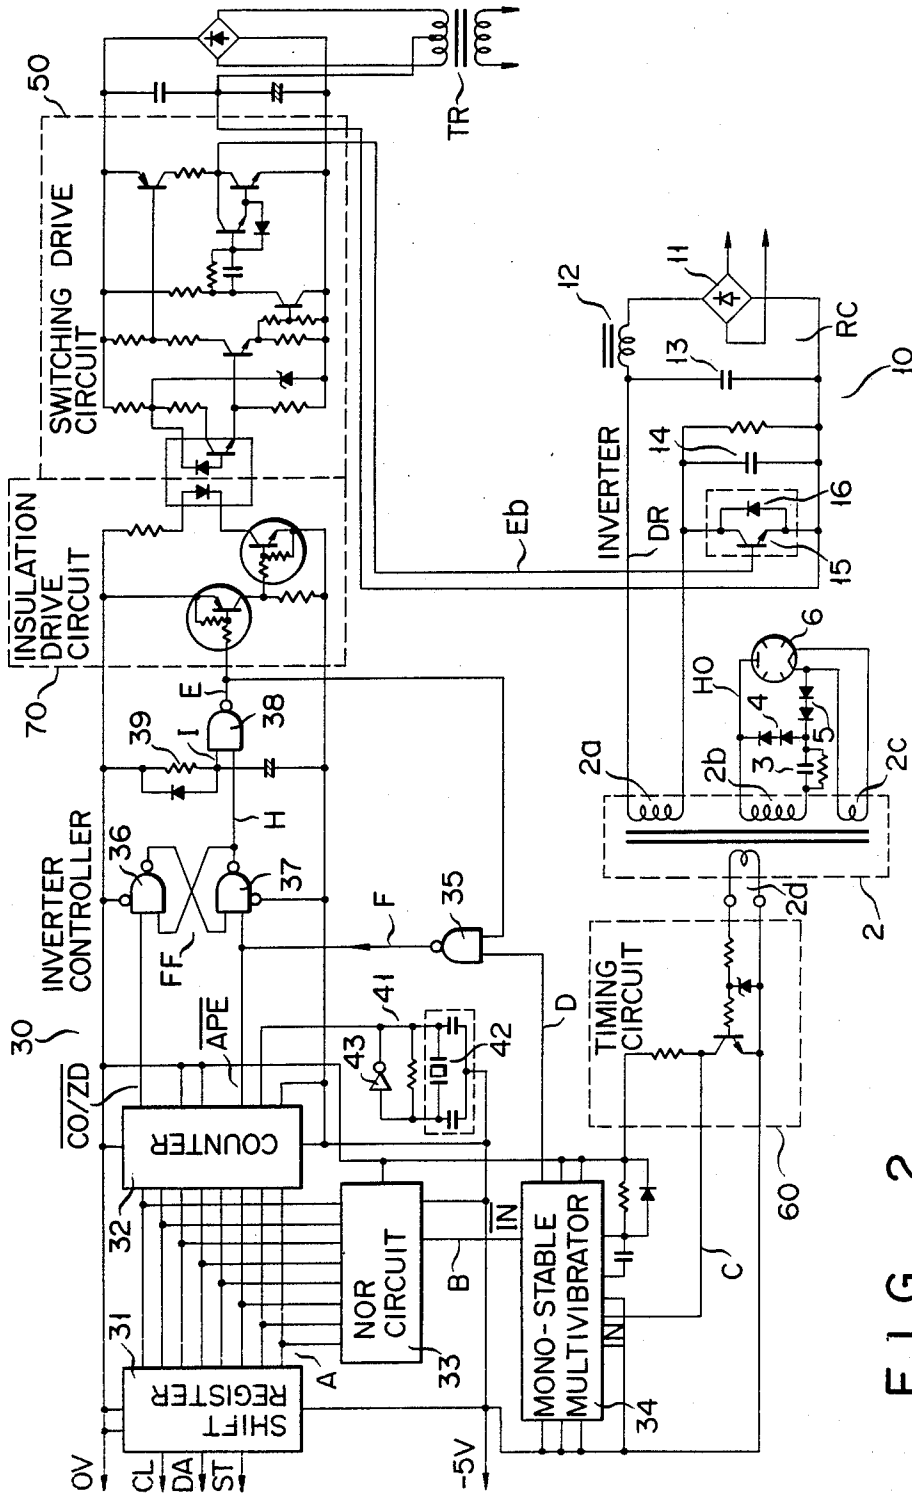 30
INVERTER
CONTROLLER
70
INSULATION
DRIVE
CIRCUIT
SWITCHING DRIVE
CIRCUIT
50
0V
CL
DA
ST
-5V
31
SHIFT
REGISTER
A
32
COUNTER
CO/ZD
APE
FF
36
37
39
I
H
38
E
TR
NOR
CIRCUIT
33
B
IN
43
41
42
F
35
D
MONO-STABLE
MULTIVIBRATOR
34
IN
C
TIMING
CIRCUIT
60
2
2d
2a
2b
2c
3
4
5
HO
6
Eb
INVERTER
DR
14
15
16
13
12
11
RC
10
FIG. 2